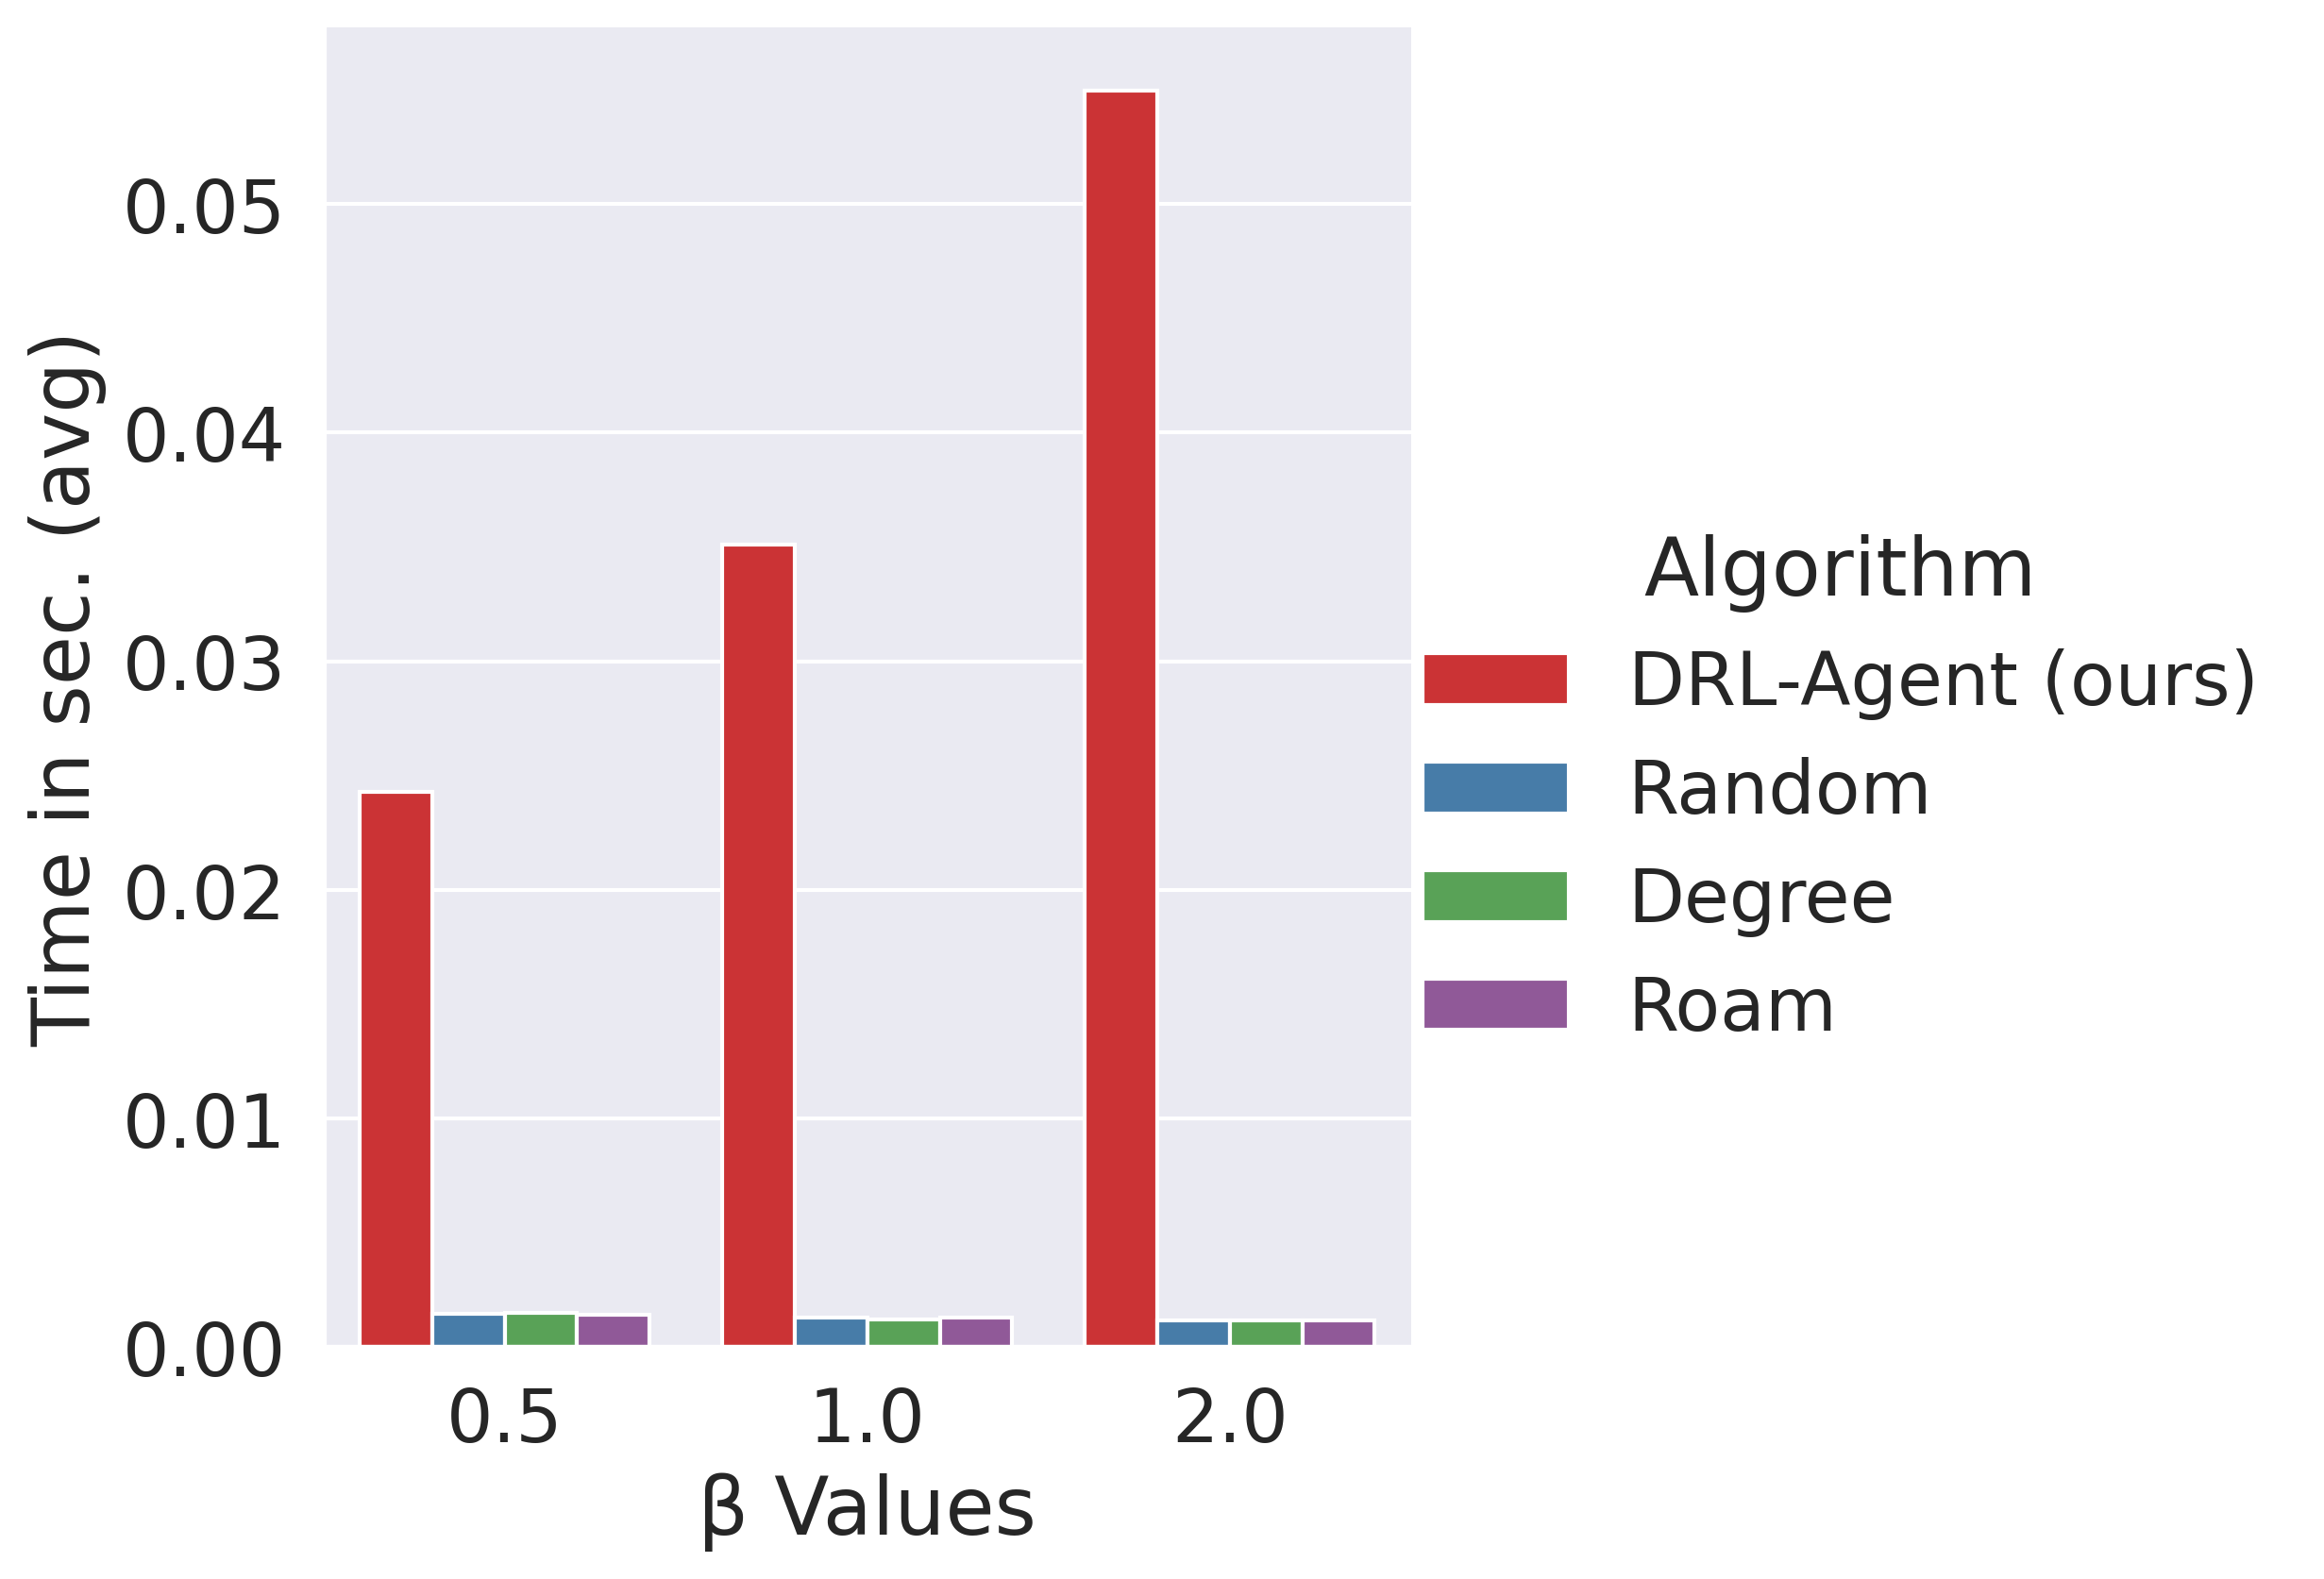 Time in sec. (avg)
0.05
0.04
0.03
0.02
0.01
0.00
0.5 1.0 2.0
β Values
Algorithm
DRL-Agent (ours)
Random
Degree
Roam